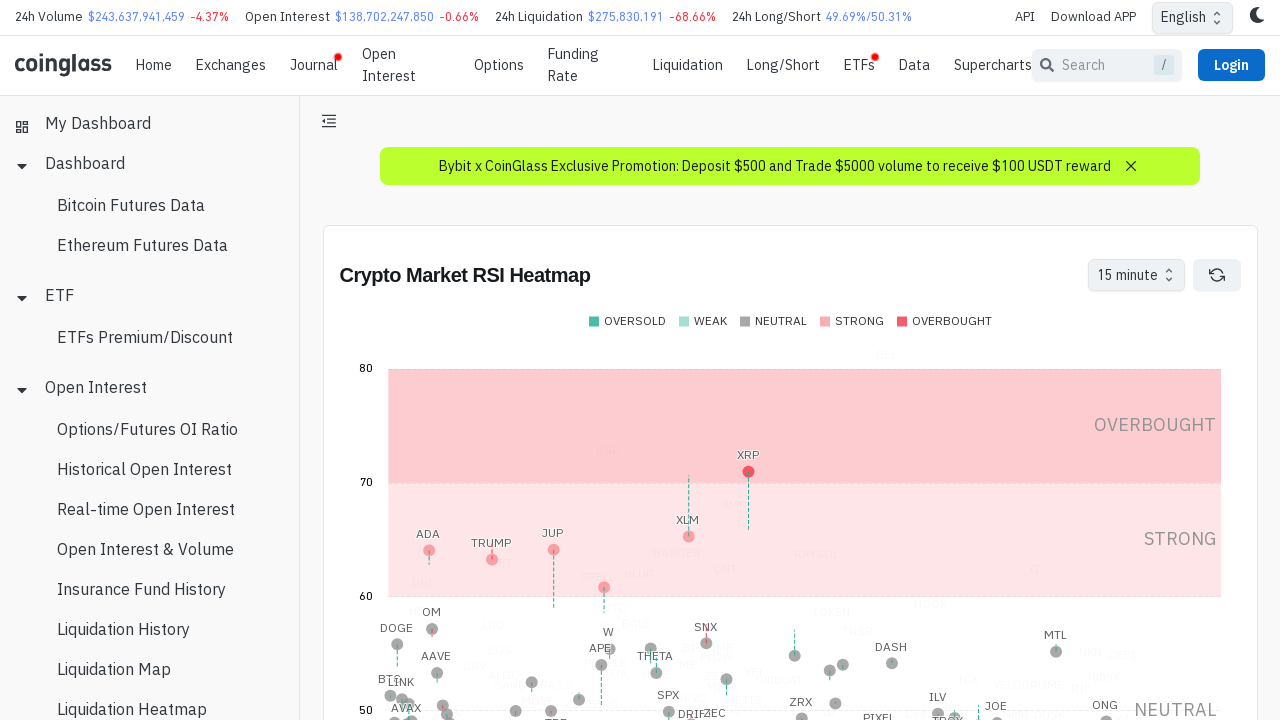 24h Volume $243,637,941,459 -4.37% Open Interest $138,702,247,850 -0.66% 24h Liquidation $275,830,191 -68.66% 24h Long/Short 49.69%/50.31% API Download APP English
coinglass Home Exchanges Journal Open Interest Options Funding Rate Liquidation Long/Short ETFs Data Supercharts Search / Login
My Dashboard
Dashboard
Bitcoin Futures Data
Ethereum Futures Data
ETF
ETFs Premium/Discount
Open Interest
Options/Futures OI Ratio
Historical Open Interest
Real-time Open Interest
Open Interest & Volume
Insurance Fund History
Liquidation History
Liquidation Map
Liquidation Heatmap
Bybit x CoinGlass Exclusive Promotion: Deposit $500 and Trade $5000 volume to receive $100 USDT reward
Crypto Market RSI Heatmap
15 minute
OVERSOLD WEAK NEUTRAL STRONG OVERBOUGHT
80
OVERBOUGHT
XRP
70
XLM
ADA
JUP
TRUMP
STRONG
60
OM
DOGE
W
SNX
MTL
APE
THETA
DASH
AAVE
BTC
LINK
SPX
ILV
ZRX
JOE
ONG
AVAX
50
NEUTRAL
ZEC
PIXEL